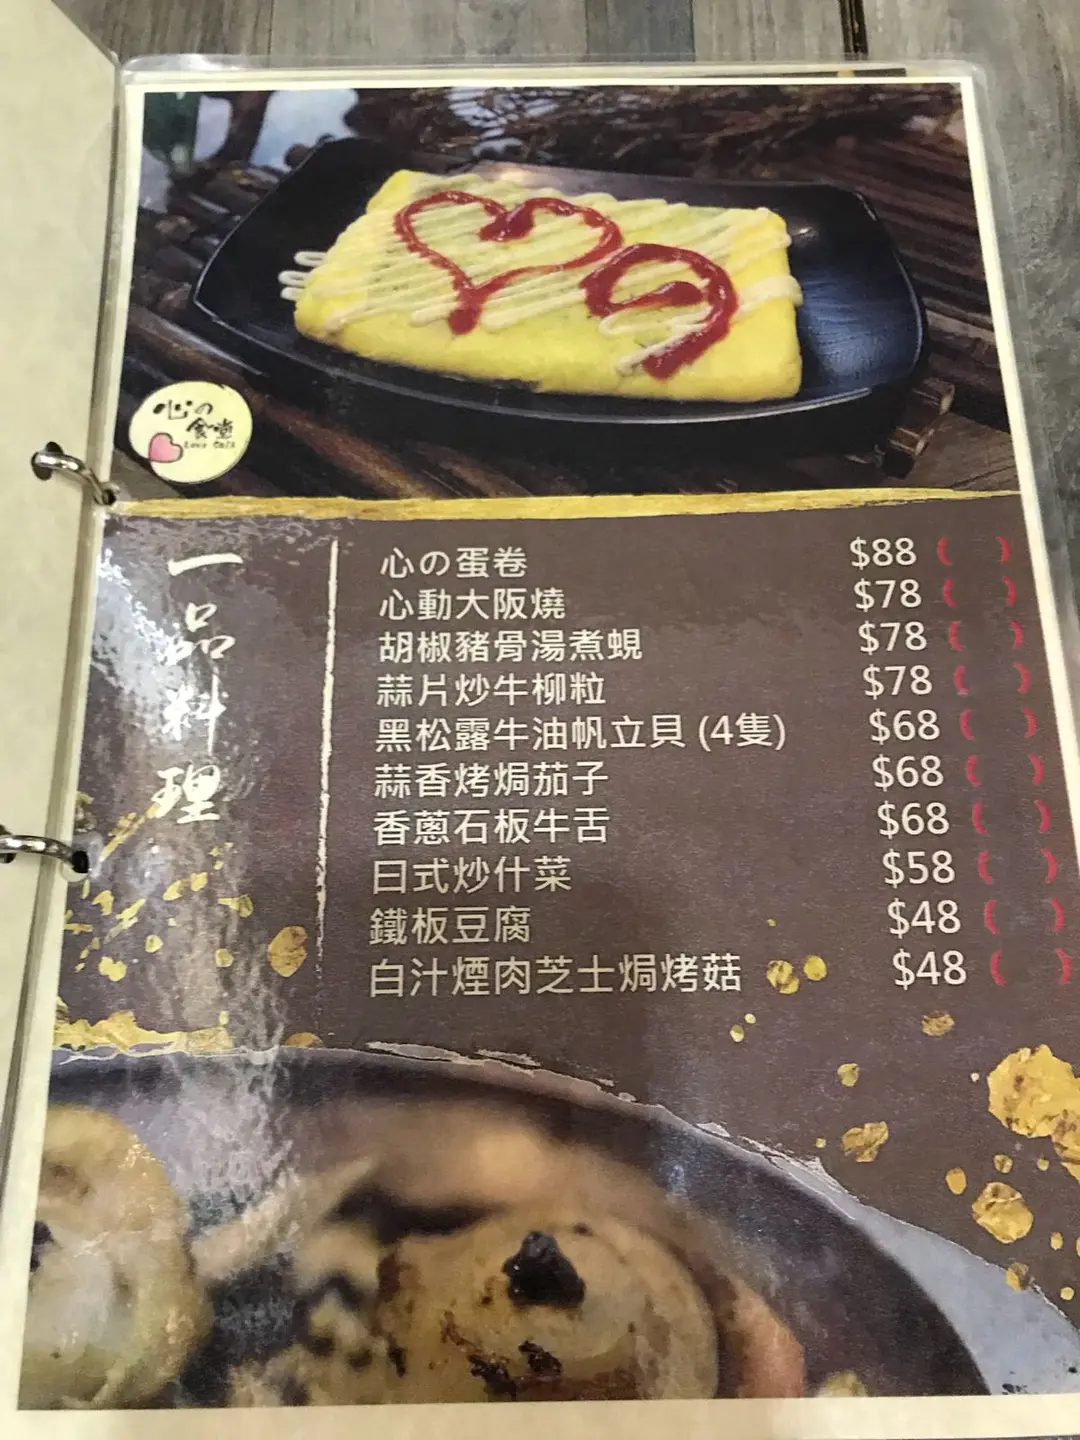 心の
食堂
Love Café
一品料理
心の蛋卷 $88 ( )
心動大阪燒 $78 ( )
胡椒豬骨湯煮蜆 $78 ( )
蒜片炒牛柳粒 $78 ( )
黑松露牛油帆立貝 (4隻) $68 ( )
蒜香烤焗茄子 $68 ( )
香蔥石板牛舌 $68 ( )
日式炒什菜 $58 ( )
鐵板豆腐 $48 ( )
白汁煙肉芝士焗烤菇 $48 ( )